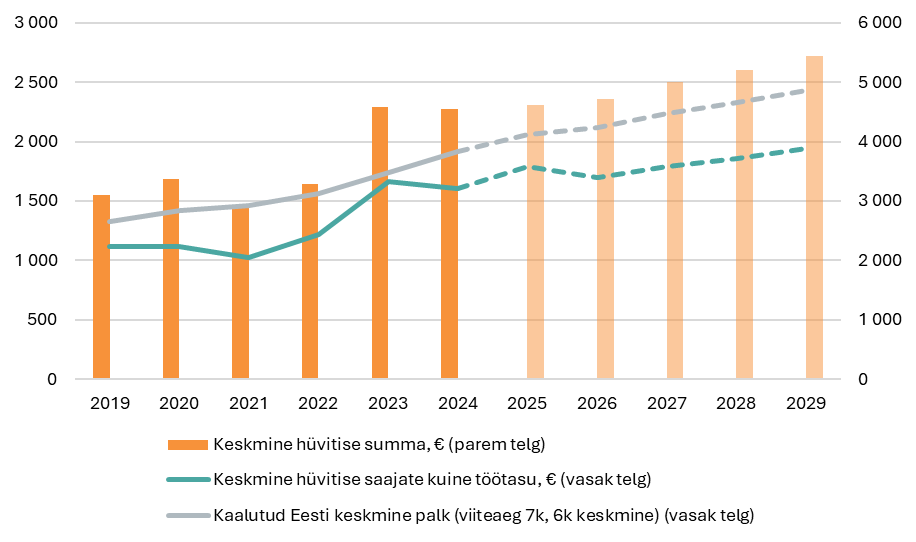 3 000 6 000
2 500 5 000
2 000 4 000
1 500 3 000
1 000 2 000
500 1 000
0 0
2019 2020 2021 2022 2023 2024 2025 2026 2027 2028 2029
Keskmine hüvitise summa, € (parem telg)
Keskmine hüvitise saajate kuine töötasu, € (vasak telg)
Kaalutud Eesti keskmine palk (viiteaeg 7k, 6k keskmine) (vasak telg)